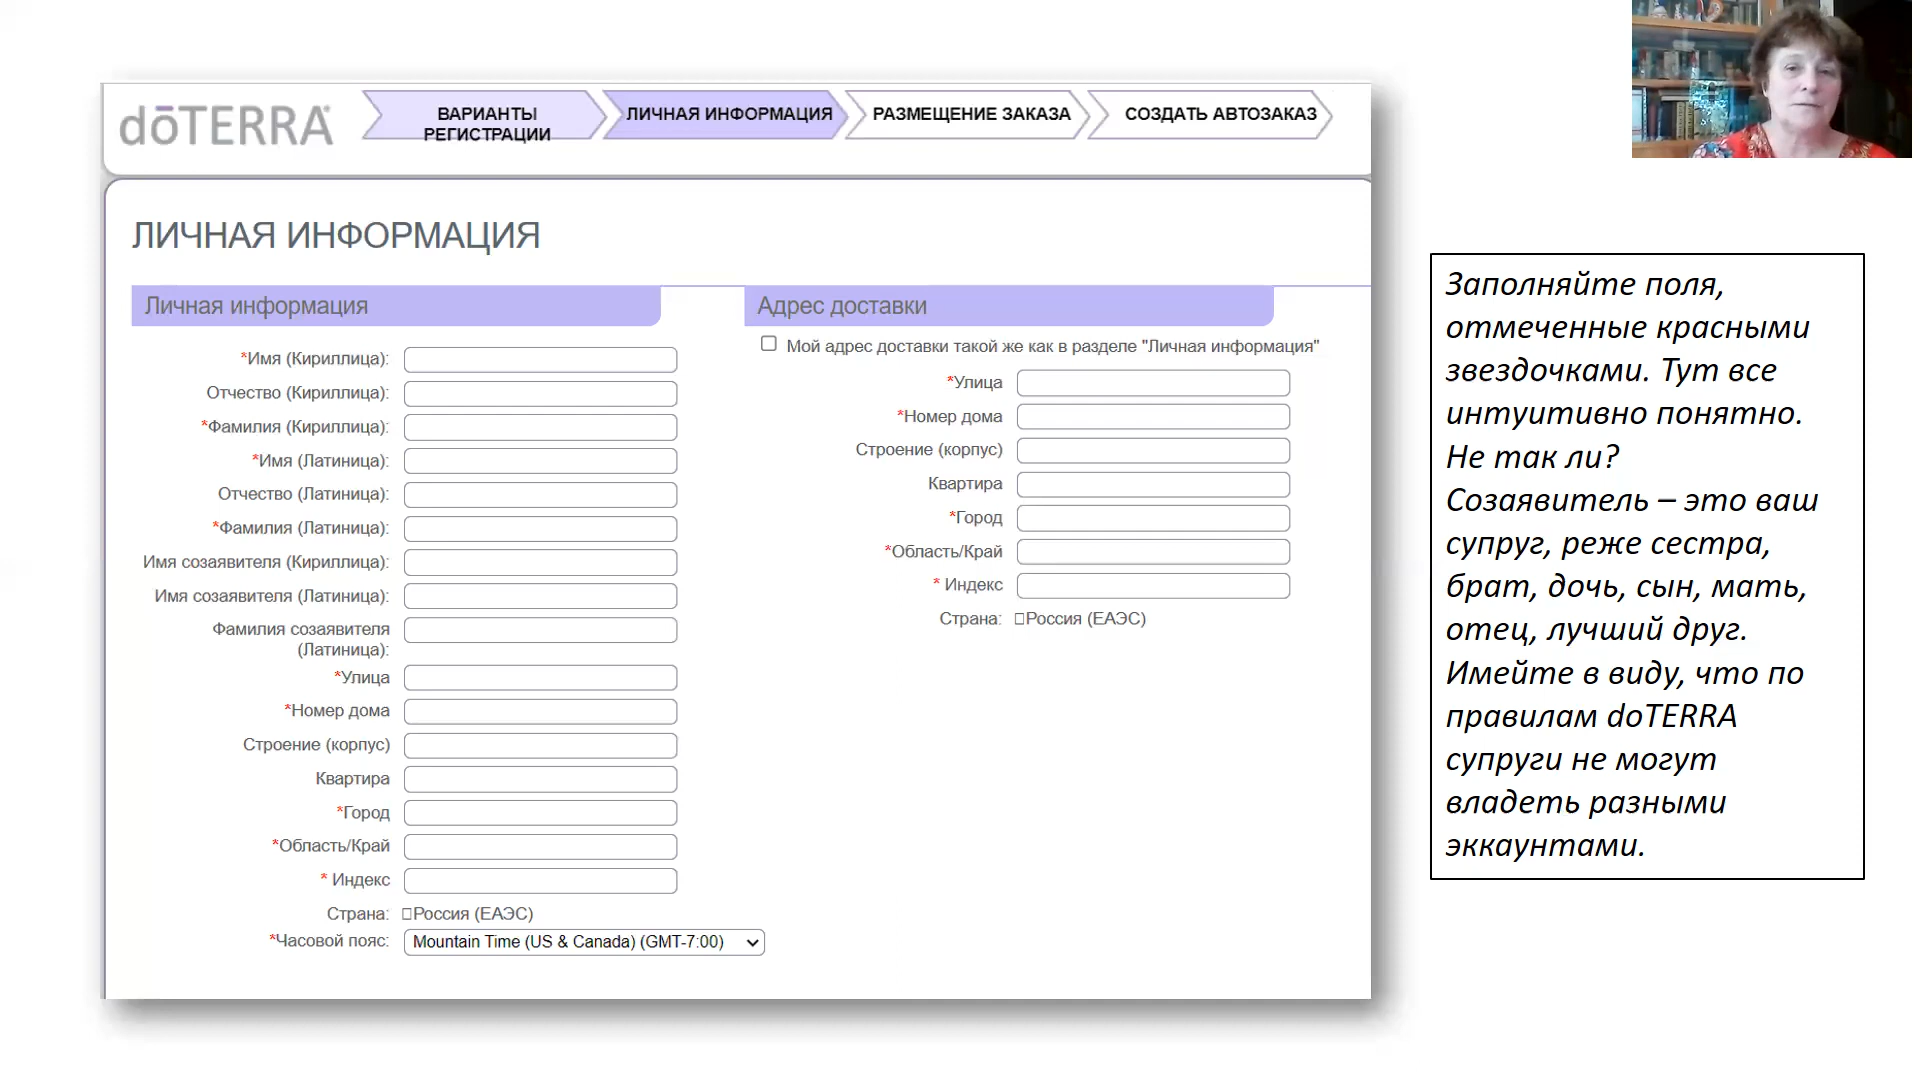 dōTERRA
ВАРИАНТЫ
РЕГИСТРАЦИИ
ЛИЧНАЯ ИНФОРМАЦИЯ
РАЗМЕЩЕНИЕ ЗАКАЗА
СОЗДАТЬ АВТОЗАКАЗ
ЛИЧНАЯ ИНФОРМАЦИЯ
Личная информация
*Имя (Кириллица):
Отчество (Кириллица):
*Фамилия (Кириллица):
*Имя (Латиница):
Отчество (Латиница):
*Фамилия (Латиница):
Имя созаявителя (Кириллица):
Имя созаявителя (Латиница):
Фамилия созаявителя
(Латиница):
*Улица
*Номер дома
Строение (корпус)
Квартира
*Город
*Область/Край
* Индекс
Страна: Россия (ЕАЭС)
*Часовой пояс: Mountain Time (US & Canada) (GMT-7:00)
Адрес доставки
Мой адрес доставки такой же как в разделе "Личная информация"
*Улица
*Номер дома
Строение (корпус)
Квартира
*Город
*Область/Край
* Индекс
Страна: Россия (ЕАЭС)
Заполняйте поля,
отмеченные красными
звездочками. Тут все
интуитивно понятно.
Не так ли?
Созаявитель – это ваш
супруг, реже сестра,
брат, дочь, сын, мать,
отец, лучший друг.
Имейте в виду, что по
правилам doTERRA
супруги не могут
владеть разными
эккаунтами.